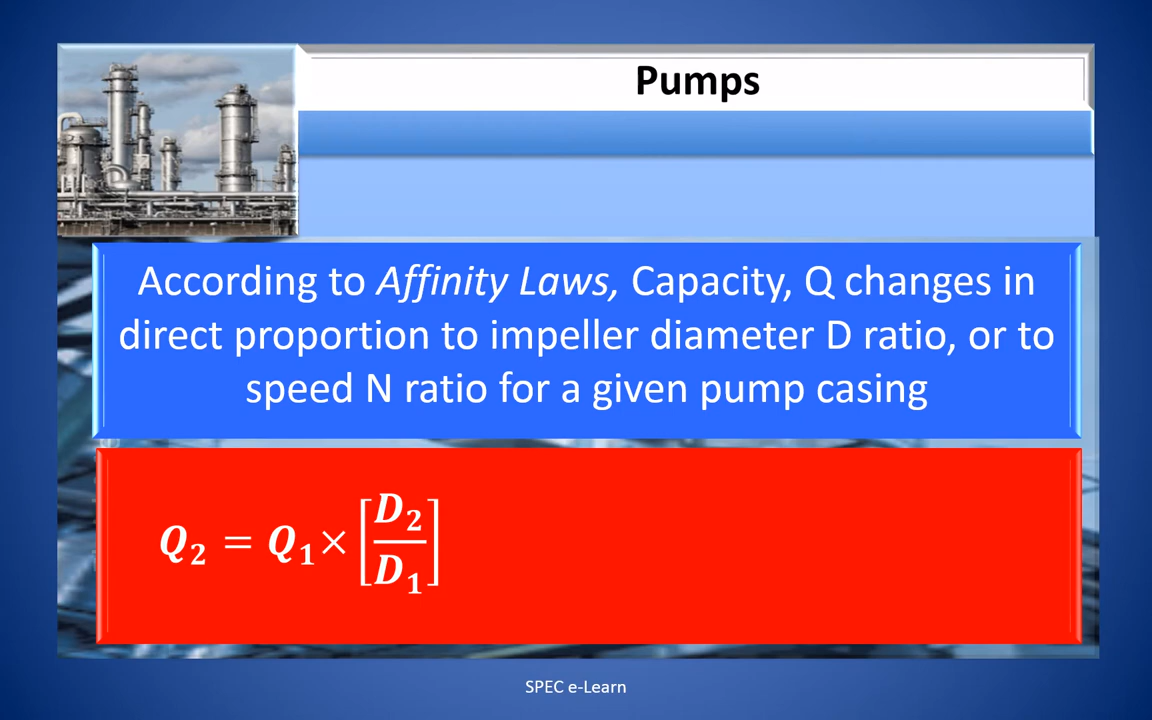 Pumps
According to Affinity Laws, Capacity, Q changes in
direct proportion to impeller diameter D ratio, or to
speed N ratio for a given pump casing
Q₂ = Q₁× [D₂/D₁]
SPEC e-Learn